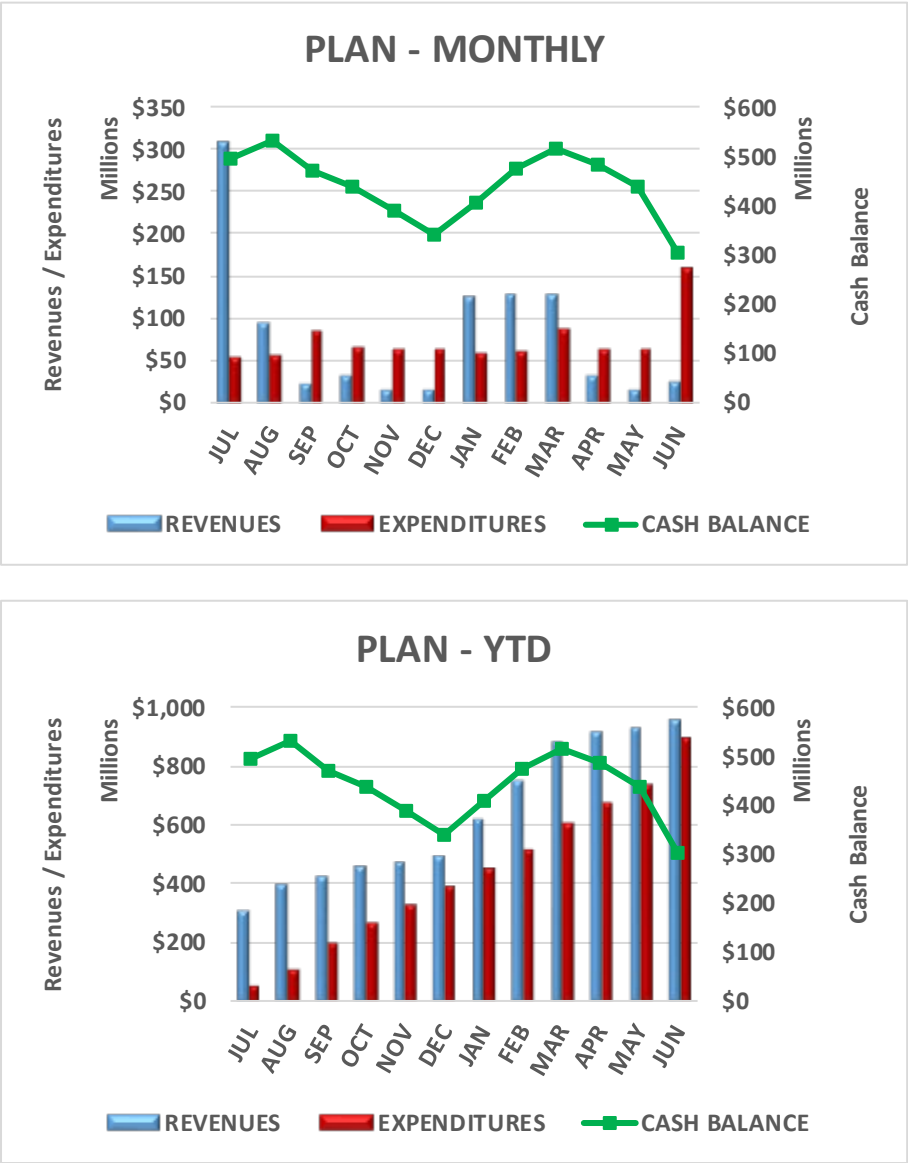 PLAN - MONTHLY
Revenues / Expenditures
Millions
$350
$300
$250
$200
$150
$100
$50
$0
$600
$500
$400
$300
$200
$100
$0
Millions
Cash Balance
JUL
AUG
SEP
OCT
NOV
DEC
JAN
FEB
MAR
APR
MAY
JUN
REVENUES EXPENDITURES CASH BALANCE
PLAN - YTD
Revenues / Expenditures
Millions
$1,000
$800
$600
$400
$200
$0
$600
$500
$400
$300
$200
$100
$0
Millions
Cash Balance
JUL
AUG
SEP
OCT
NOV
DEC
JAN
FEB
MAR
APR
MAY
JUN
REVENUES EXPENDITURES CASH BALANCE